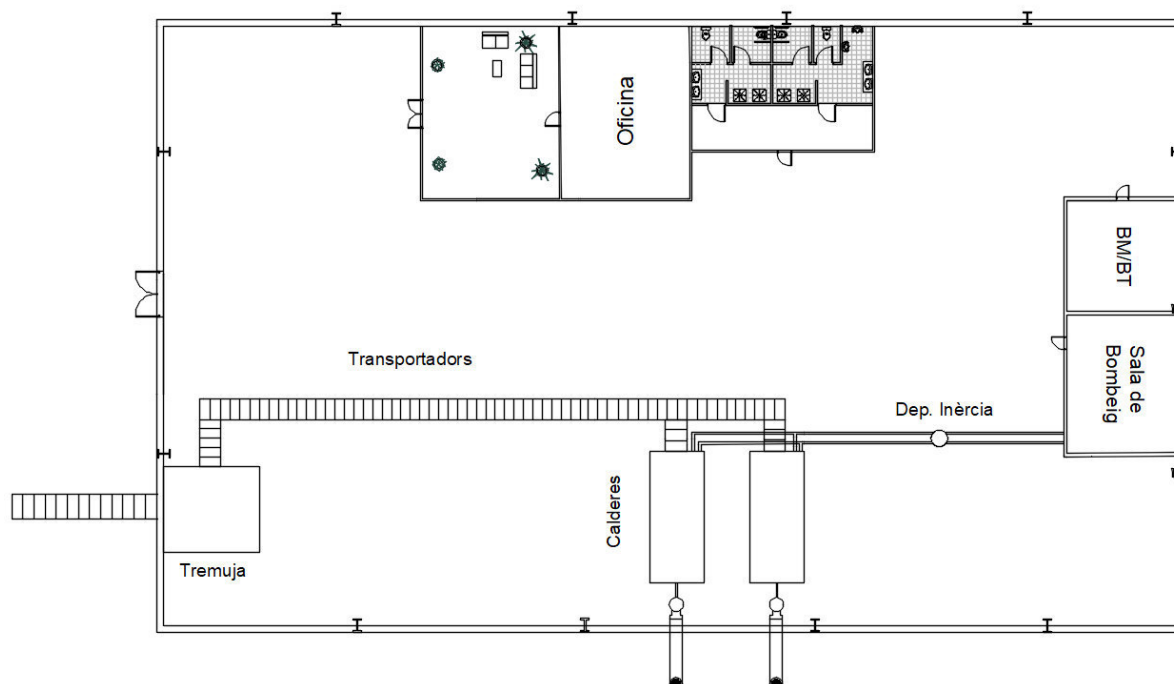 Oficina
BM/BT
Sala de
Bombeig
Transportadors
Dep. Inèrcia
Calderes
Tremuja